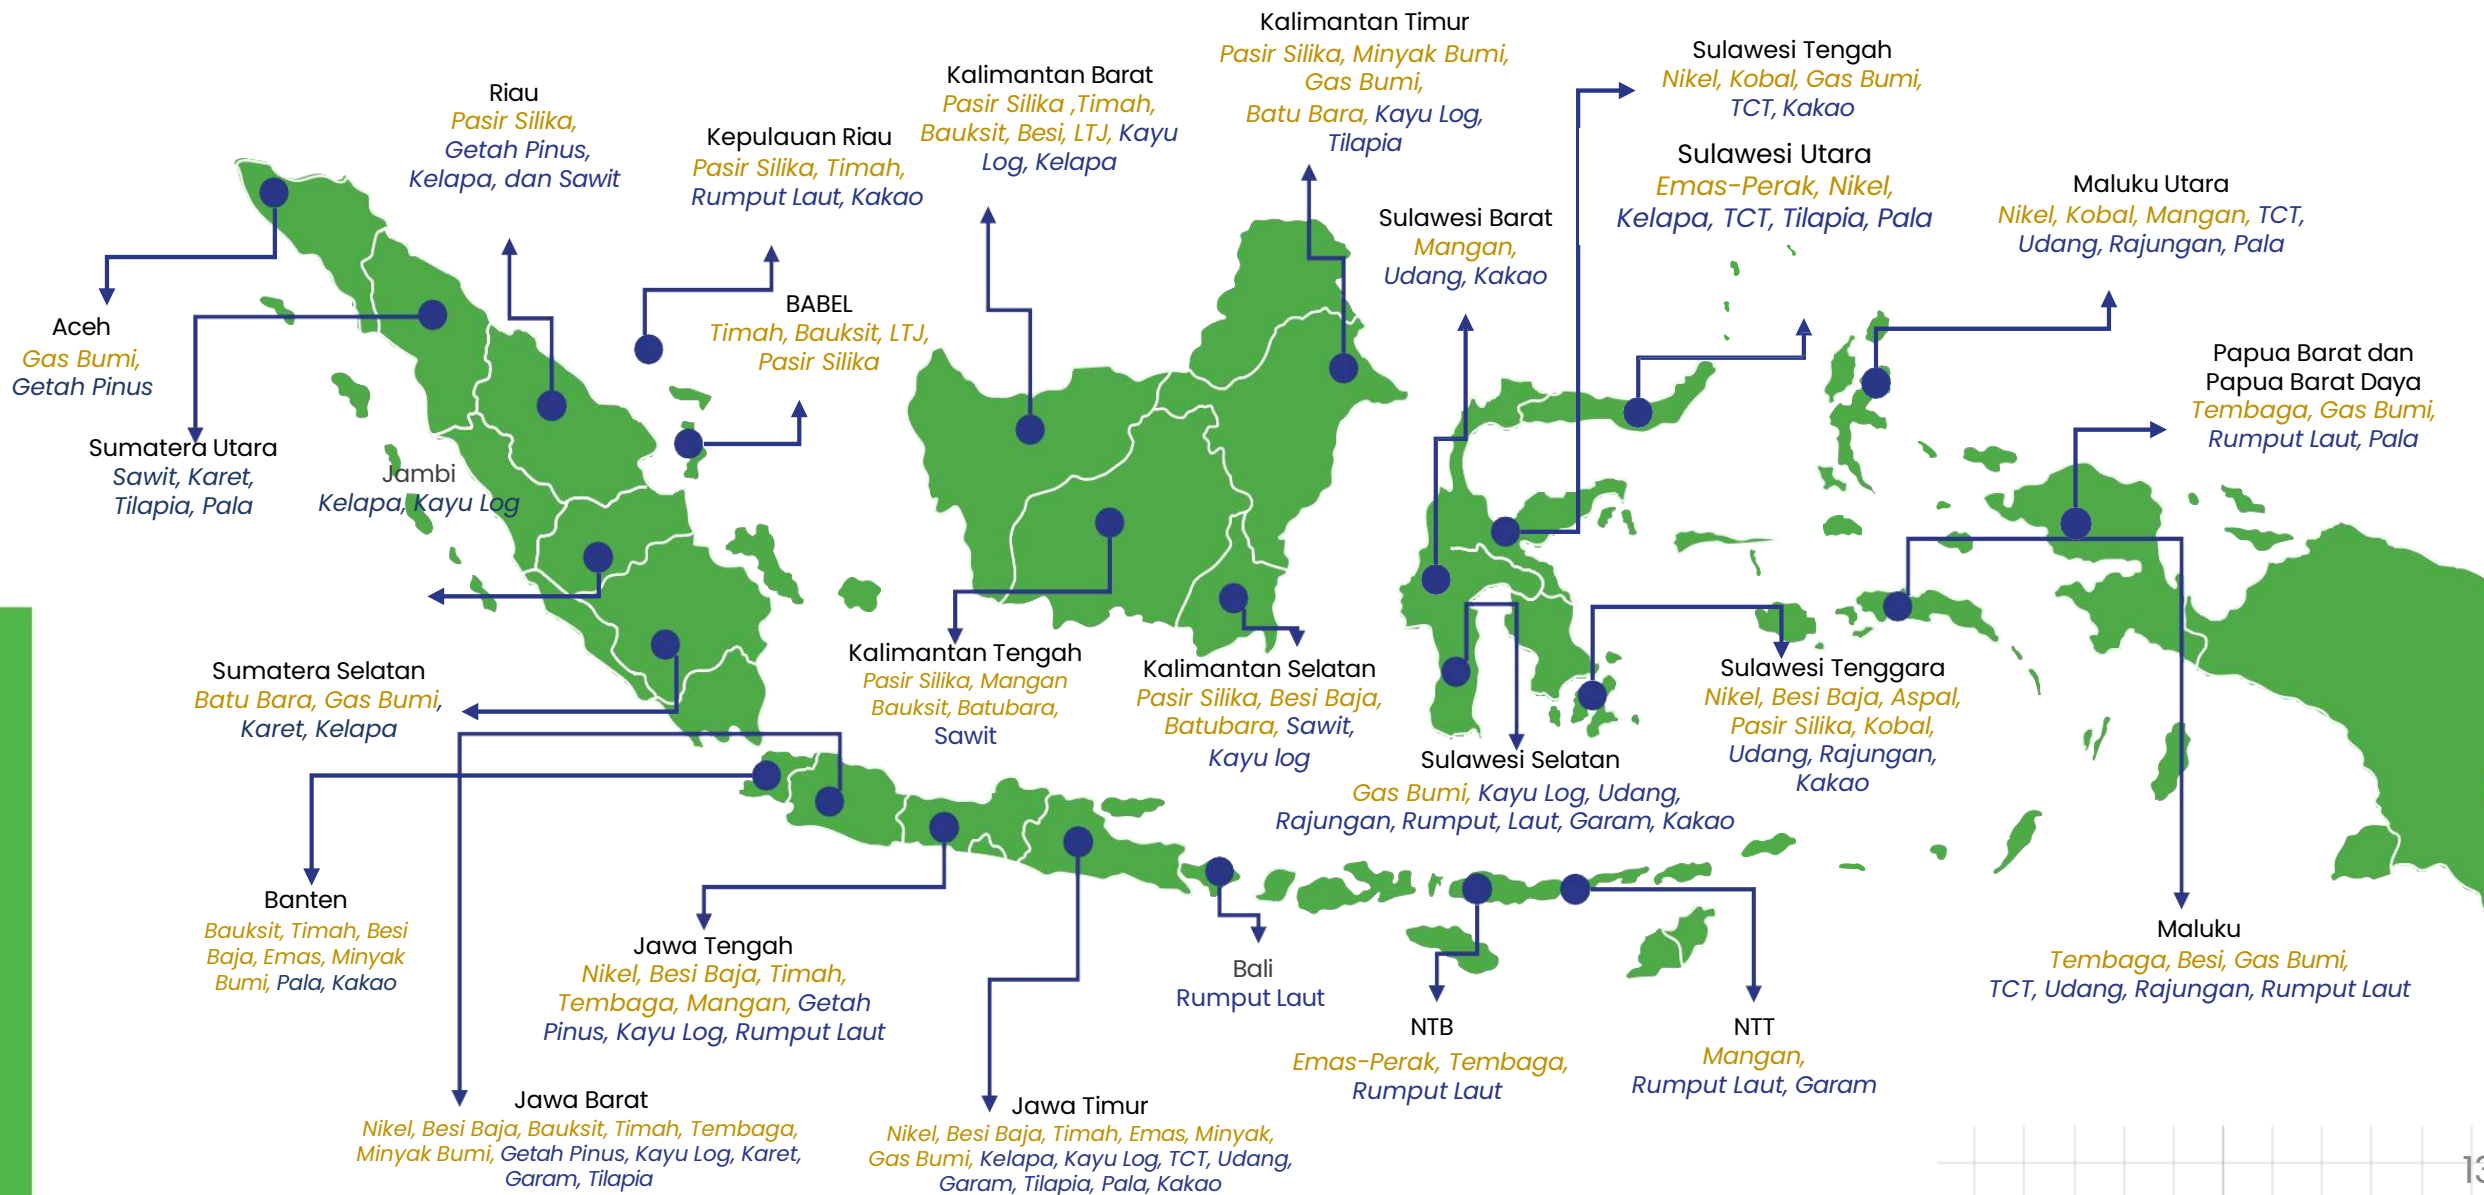 Kalimantan Timur
Pasir Silika, Minyak Bumi,
Gas Bumi,
Batu Bara, Kayu Log,
Tilapia
Sulawesi Tengah
Nikel, Kobal, Gas Bumi,
TCT, Kakao
Kalimantan Barat
Pasir Silika ,Timah,
Bauksit, Besi, LTJ, Kayu
Log, Kelapa
Riau
Pasir Silika,
Getah Pinus,
Kelapa, dan Sawit
Kepulauan Riau
Pasir Silika, Timah,
Rumput Laut, Kakao
Sulawesi Utara
Emas-Perak, Nikel,
Kelapa, TCT, Tilapia, Pala
Maluku Utara
Nikel, Kobal, Mangan, TCT,
Udang, Rajungan, Pala
Sulawesi Barat
Mangan,
Udang, Kakao
BABEL
Timah, Bauksit, LTJ,
Pasir Silika
Aceh
Gas Bumi,
Getah Pinus
Papua Barat dan
Papua Barat Daya
Tembaga, Gas Bumi,
Rumput Laut, Pala
Sumatera Utara
Sawit, Karet,
Tilapia, Pala
Jambi
Kelapa, Kayu Log
Sumatera Selatan
Batu Bara, Gas Bumi,
Karet, Kelapa
Kalimantan Tengah
Pasir Silika, Mangan
Bauksit, Batubara,
Sawit
Kalimantan Selatan
Pasir Silika, Besi Baja,
Batubara, Sawit,
Kayu log
Sulawesi Tenggara
Nikel, Besi Baja, Aspal,
Pasir Silika, Kobal,
Udang, Rajungan,
Kakao
Sulawesi Selatan
Gas Bumi, Kayu Log, Udang,
Rajungan, Rumput, Laut, Garam, Kakao
Banten
Bauksit, Timah, Besi
Baja, Emas, Minyak
Bumi, Pala, Kakao
Jawa Tengah
Nikel, Besi Baja, Timah,
Tembaga, Mangan, Getah
Pinus, Kayu Log, Rumput Laut
Bali
Rumput Laut
Maluku
Tembaga, Besi, Gas Bumi,
TCT, Udang, Rajungan, Rumput Laut
NTB
Emas-Perak, Tembaga,
Rumput Laut
NTT
Mangan,
Rumput Laut, Garam
Jawa Barat
Nikel, Besi Baja, Bauksit, Timah, Tembaga,
Minyak Bumi, Getah Pinus, Kayu Log, Karet,
Garam, Tilapia
Jawa Timur
Nikel, Besi Baja, Timah, Emas, Minyak,
Gas Bumi, Kelapa, Kayu Log, TCT, Udang,
Garam, Tilapia, Pala, Kakao